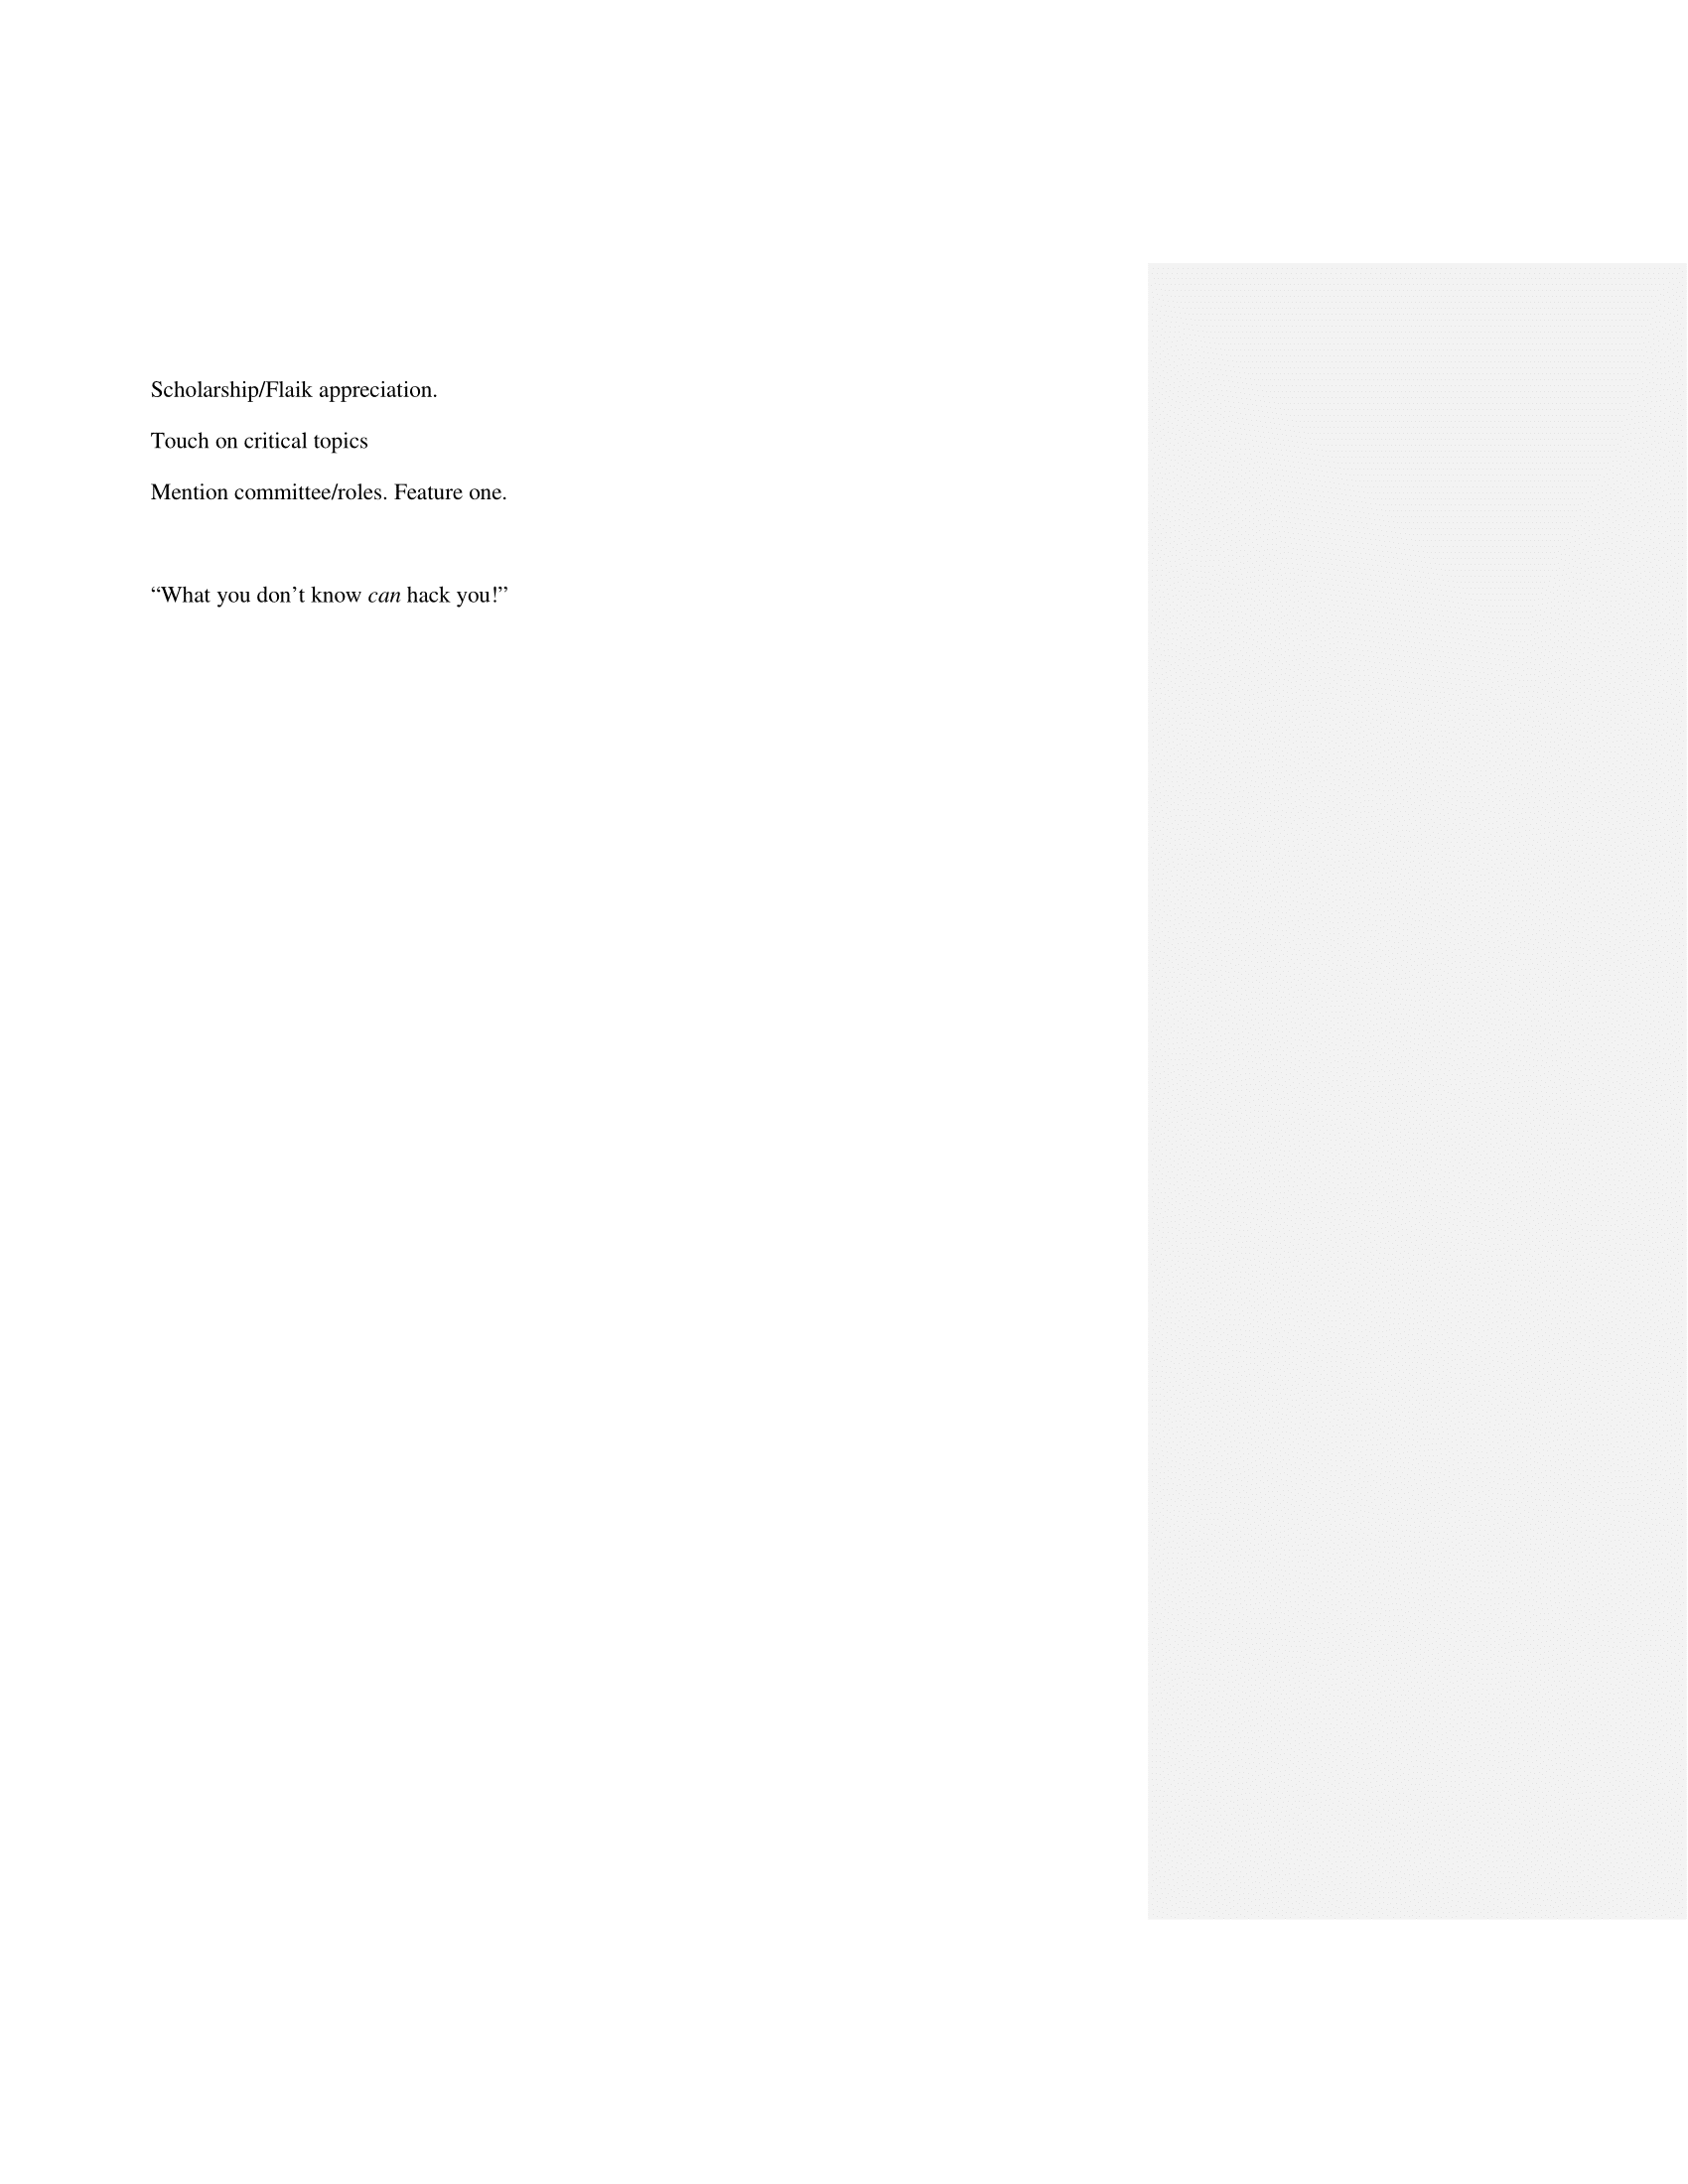 Scholarship/Flaik appreciation.
Touch on critical topics
Mention committee/roles. Feature one.
“What you don’t know can hack you!”